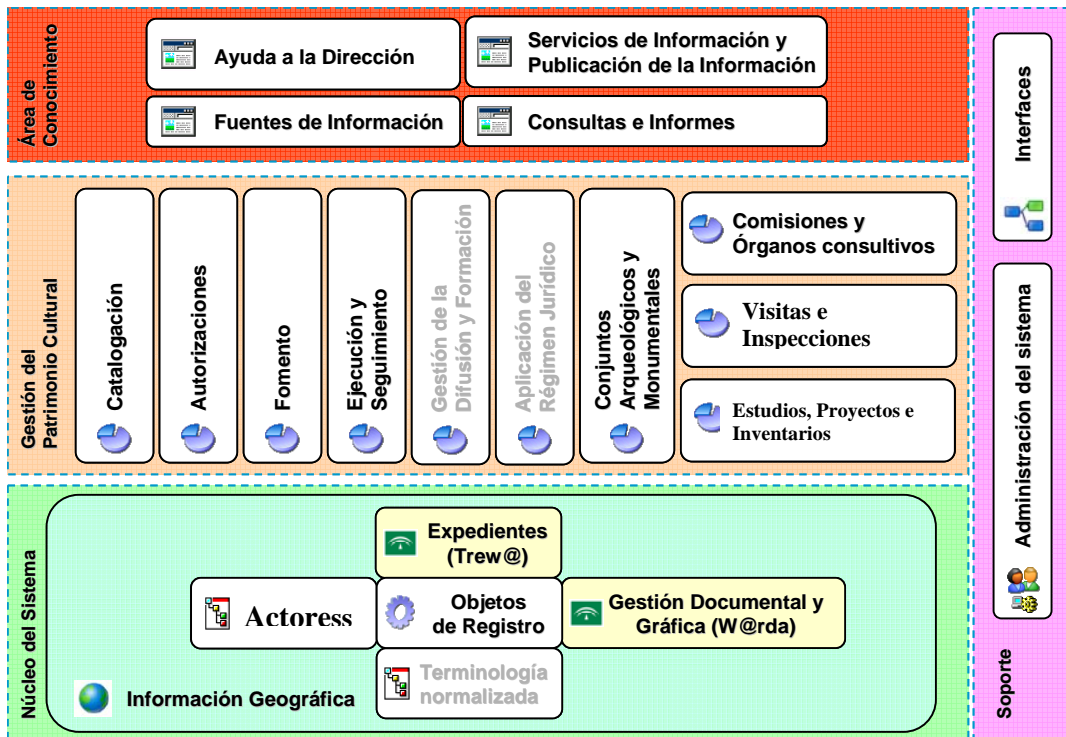 Área de
Conocimiento
Ayuda a la Dirección
Servicios de Información y
Publicación de la Información
Fuentes de Información
Consultas e Informes
Gestión del
Patrimonio Cultural
Catalogación
Autorizaciones
Fomento
Ejecución y
Seguimiento
Gestión de la
Difusión y Formación
Aplicación del
Régimen Jurídico
Conjuntos
Arqueológicos y
Monumentales
Comisiones y
Órganos consultivos
Visitas e
Inspecciones
Estudios, Proyectos e
Inventarios
Núcleo del Sistema
Expedientes
(Trew@)
Actoress
Objetos
de Registro
Gestión Documental y
Gráfica (W@rda)
Terminología
normalizada
Información Geográfica
Interfaces
Administración del sistema
Soporte